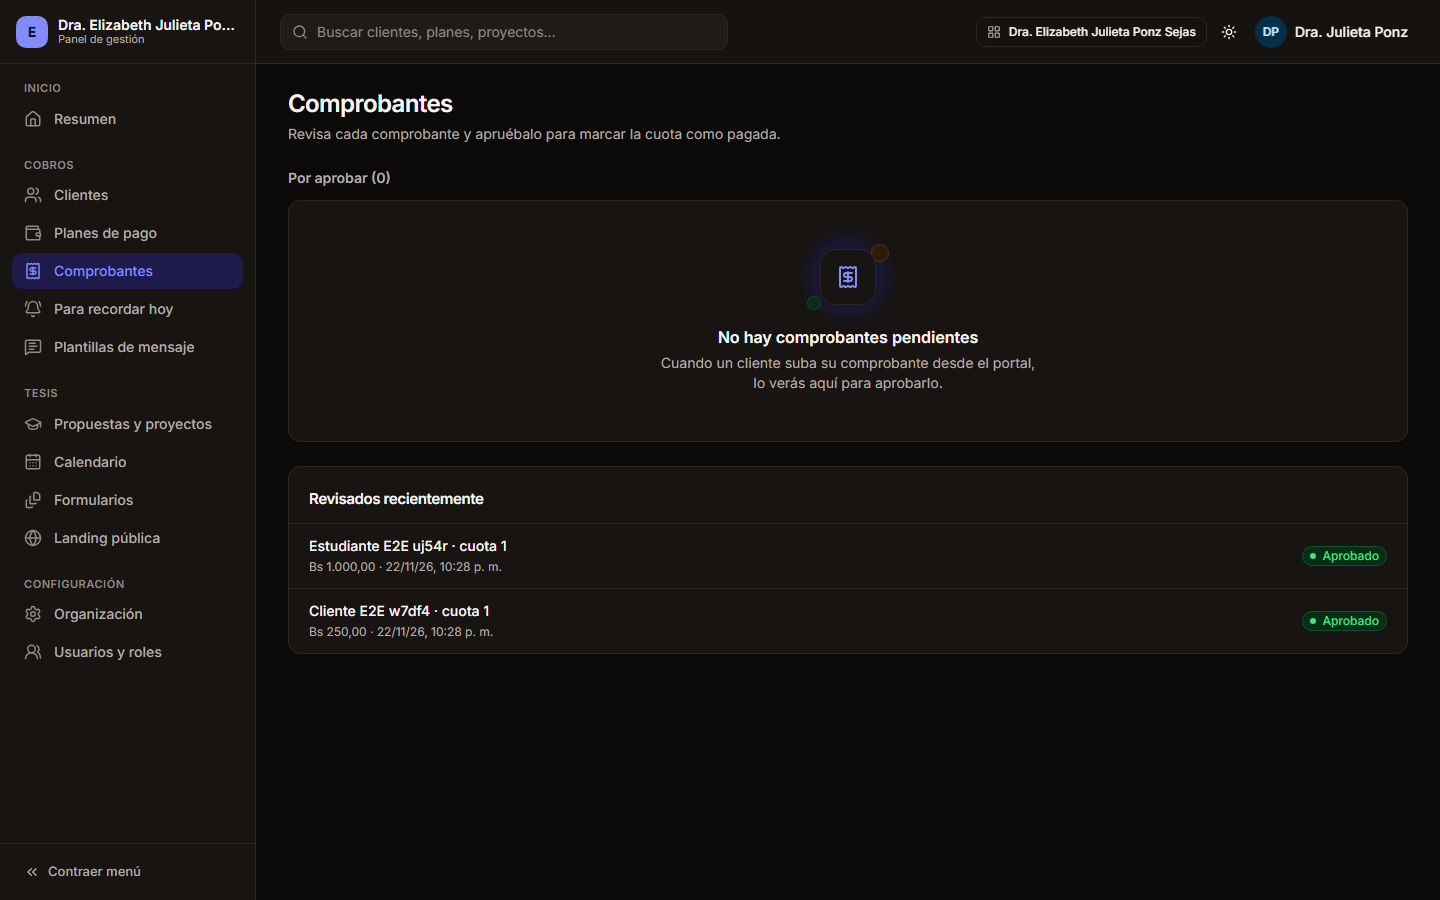 E
Dra. Elizabeth Julieta Po...
Panel de gestión
Buscar clientes, planes, proyectos...
Dra. Elizabeth Julieta Ponz Sejas
DP
Dra. Julieta Ponz
INICIO
Resumen
COBROS
Clientes
Planes de pago
Comprobantes
Para recordar hoy
Plantillas de mensaje
TESIS
Propuestas y proyectos
Calendario
Formularios
Landing pública
CONFIGURACIÓN
Organización
Usuarios y roles
Contraer menú
Comprobantes
Revisa cada comprobante y apruébalo para marcar la cuota como pagada.
Por aprobar (0)
No hay comprobantes pendientes
Cuando un cliente suba su comprobante desde el portal,
lo verás aquí para aprobarlo.
Revisados recientemente
Estudiante E2E uj54r · cuota 1
Bs 1.000,00 · 22/11/26, 10:28 p. m.
Aprobado
Cliente E2E w7df4 · cuota 1
Bs 250,00 · 22/11/26, 10:28 p. m.
Aprobado